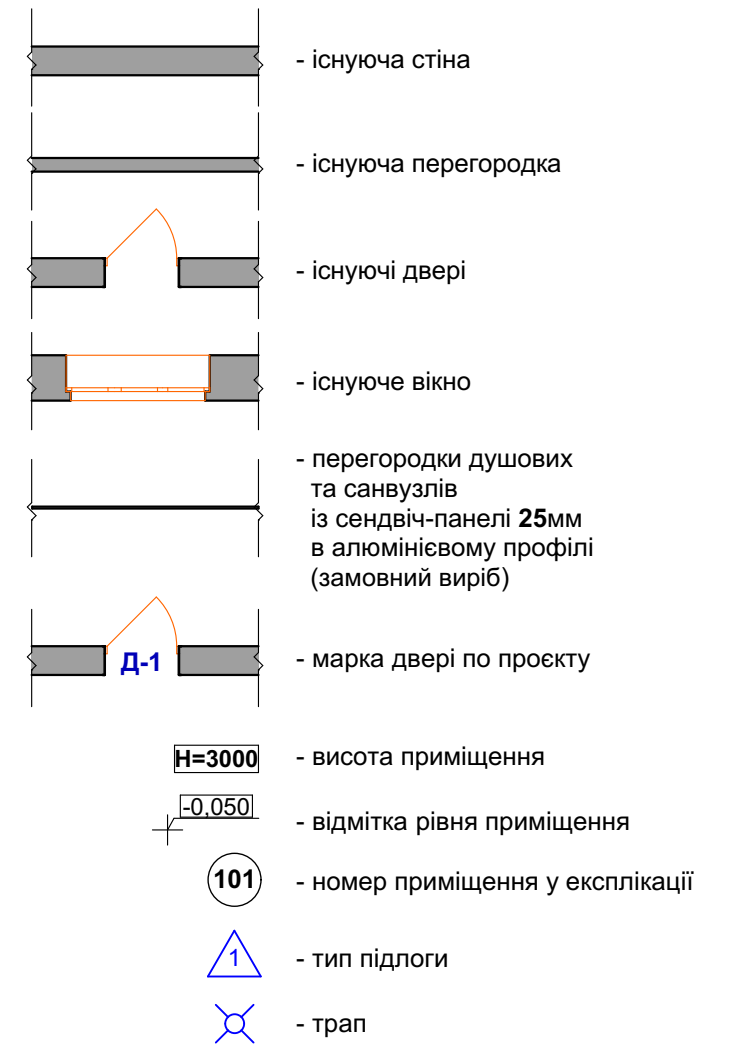 - існуюча стіна
- існуюча перегородка
- існуючі двері
- існуюче вікно
- перегородки душових
та санвузлів
із сендвіч-панелі 25мм
в алюмінієвому профілі
(замовний виріб)
Д-1 - марка двері по проєкту
H=3000 - висота приміщення
-0,050 - відмітка рівня приміщення
101 - номер приміщення у експлікації
1 - тип підлоги
- трап